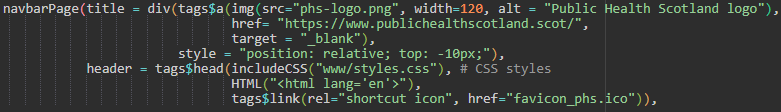 navbarPage(title = div(tags$a(img(src="phs-logo.png", width=120, alt = "Public Health Scotland logo"),
href= "https://www.publichealthscotland.scot/",
target = "_blank"),
style = "position: relative; top: -10px;"),
header = tags$head(includeCSS("www/styles.css"), # CSS styles
HTML("<html lang='en'>"),
tags$link(rel="shortcut icon", href="favicon_phs.ico")),